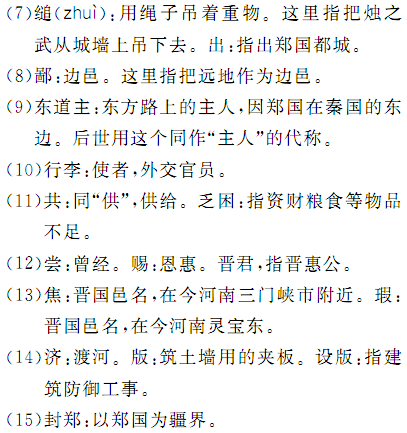 (7)缒(zhuì):用绳子吊着重物。这里指把烛之
武从城墙上吊下去。出:指出郑国都城。
(8)鄙:边邑。这里指把远地作为边邑。
(9)东道主:东方路上的主人,因郑国在秦国的东
边。后世用这个同作“主人”的代称。
(10)行李:使者,外交官员。
(11)共:同“供”,供给。乏困:指资财粮食等物品
不足。
(12)尝:曾经。赐:恩惠。晋君,指晋惠公。
(13)焦:晋国邑名,在今河南三门峡市附近。瑕:
晋国邑名,在今河南灵宝东。
(14)济:渡河。版:筑土墙用的夹板。设版:指建
筑防御工事。
(15)封郑:以郑国为疆界。